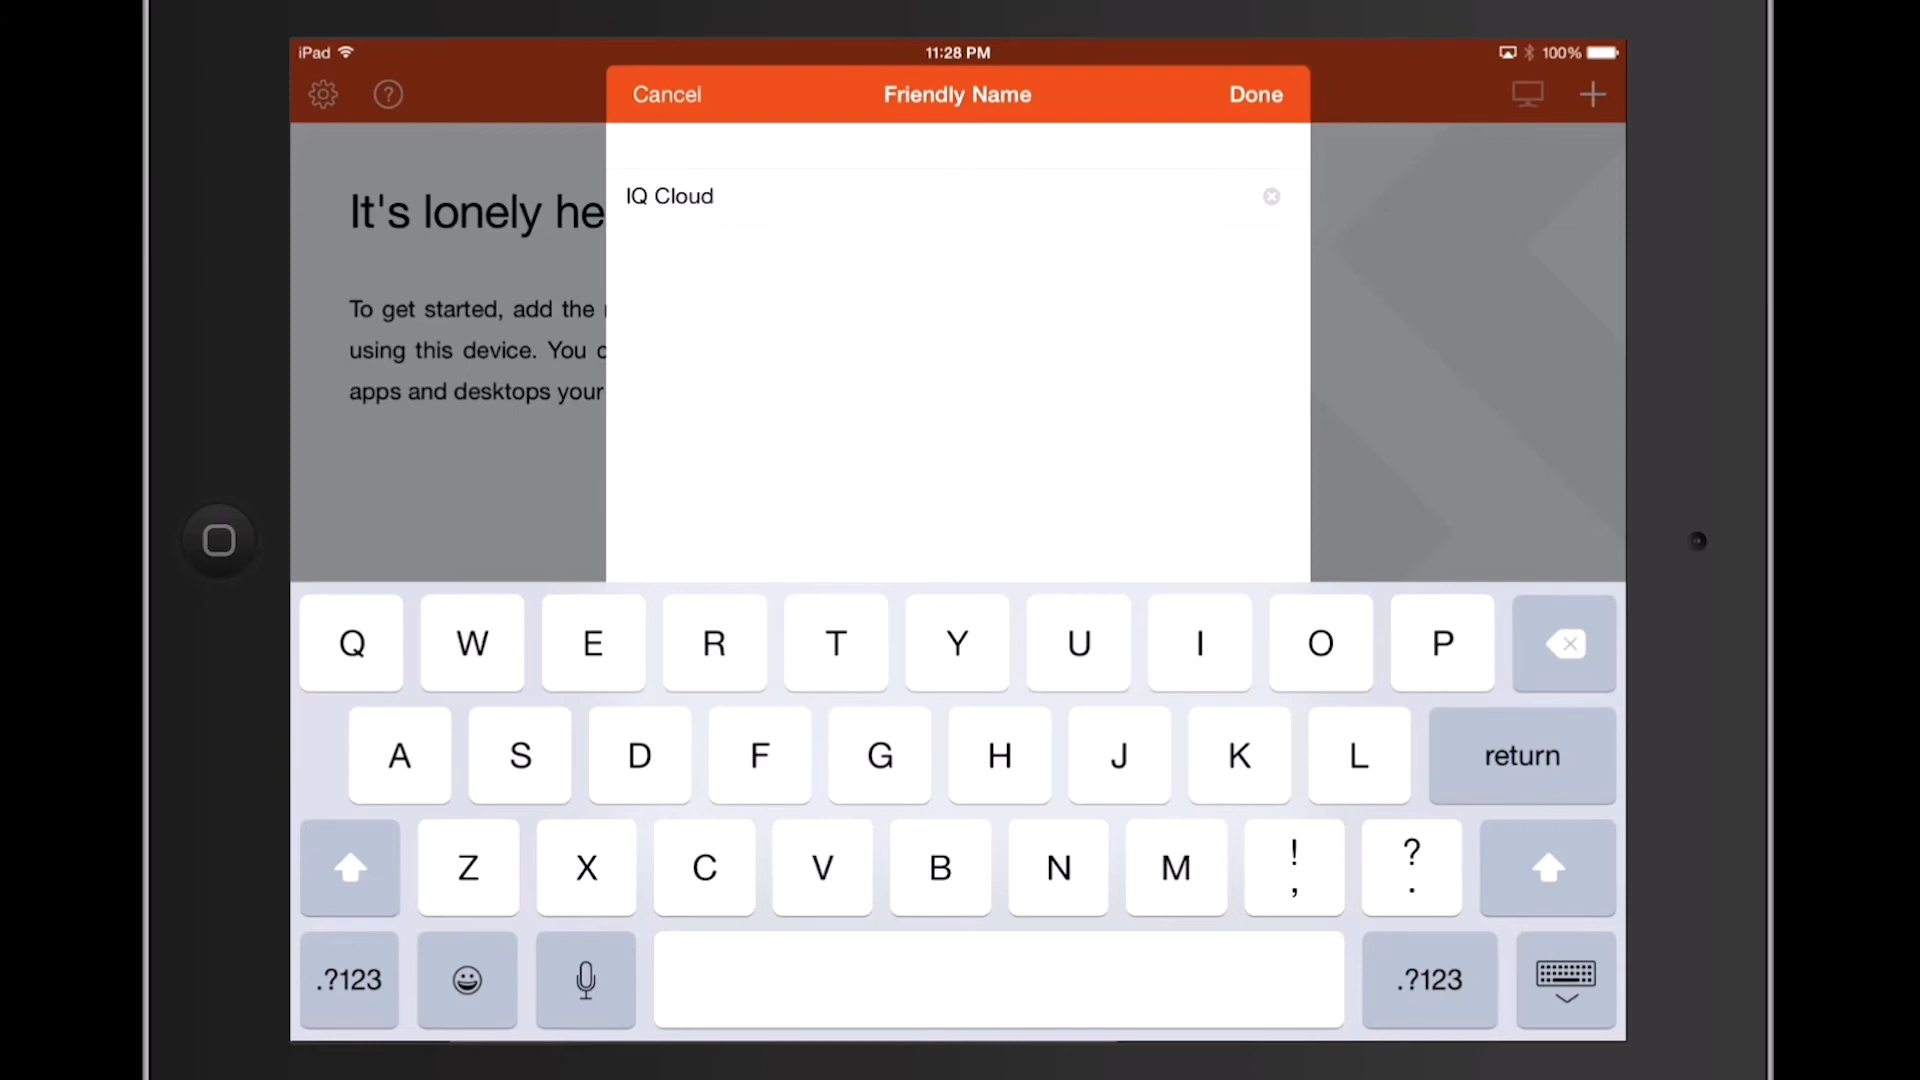 iPad
11:28 PM
100%
?
Cancel
Friendly Name
Done
IQ Cloud
It's lonely he
To get started, add the
using this device. You
apps and desktops your
Q W E R T Y U I O P
A S D F G H J K L return
Z X C V B N M ! , ? .
.?123 .?123